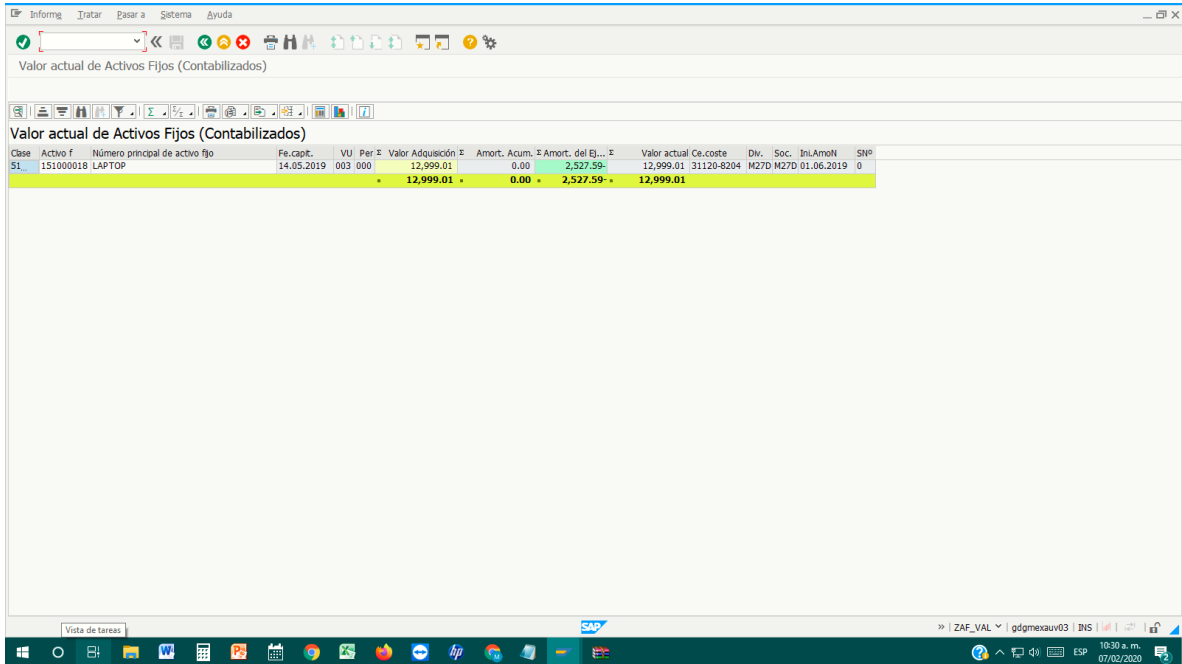 Informe Tratar Pasar a Sistema Ayuda
Valor actual de Activos Fijos (Contabilizados)
Valor actual de Activos Fijos (Contabilizados)
Clase Activo f Número principal de activo fijo Fe.capit. VU Per Σ Valor Adquisición Σ Amort. Acum. Σ Amort. del Ej... Σ Valor actual Ce.coste Div. Soc. Ini.AmoN SNº
51... 151000018 LAPTOP 14.05.2019 003 000 12,999.01 0.00 2,527.59- 12,999.01 31120-8204 M27D M27D 01.06.2019 0
12,999.01 0.00 2,527.59- 12,999.01
SAP
» ZAF_VAL gdgmexauv03 INS
Vista de tareas
ESP 10:30 a. m.
07/02/2020 2